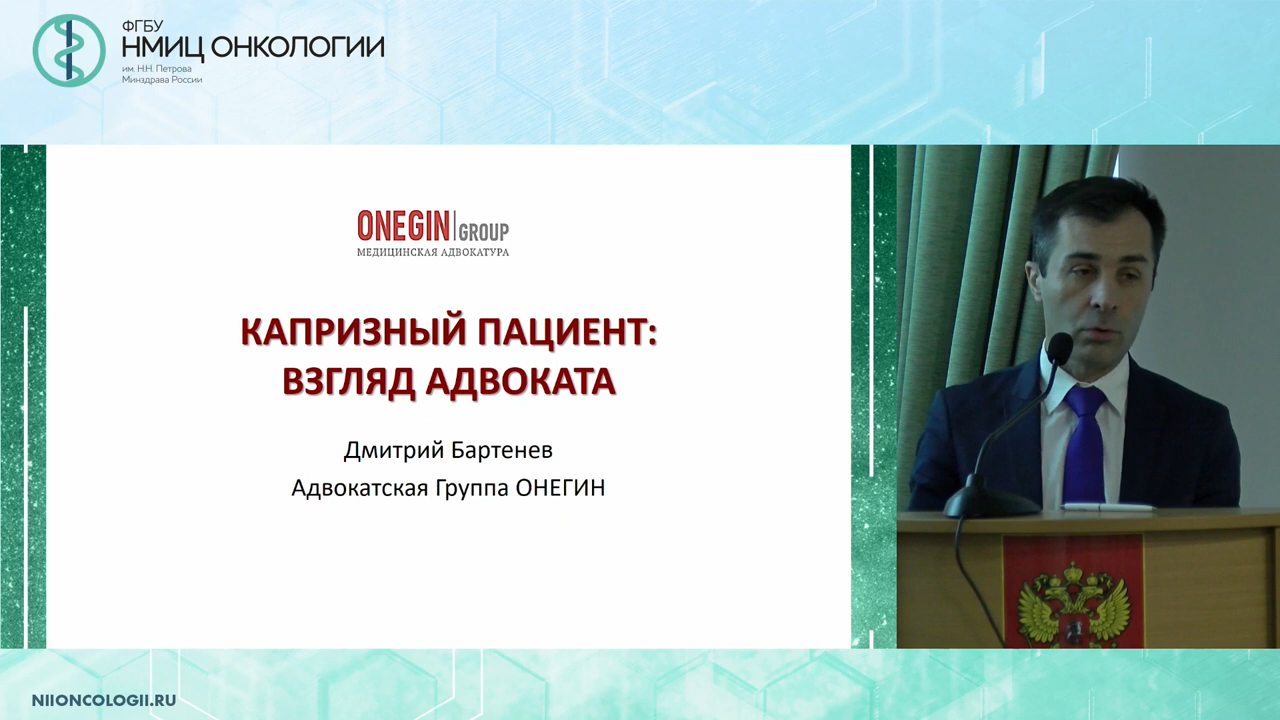 ФГБУ
НМИЦ ОНКОЛОГИИ
им. Н.Н. Петрова
Минздрава России
ONEGIN GROUP
МЕДИЦИНСКАЯ АДВОКАТУРА
КАПРИЗНЫЙ ПАЦИЕНТ:
ВЗГЛЯД АДВОКАТА
Дмитрий Бартенев
Адвокатская Группа ОНЕГИН
NIIONCOLOGII.RU